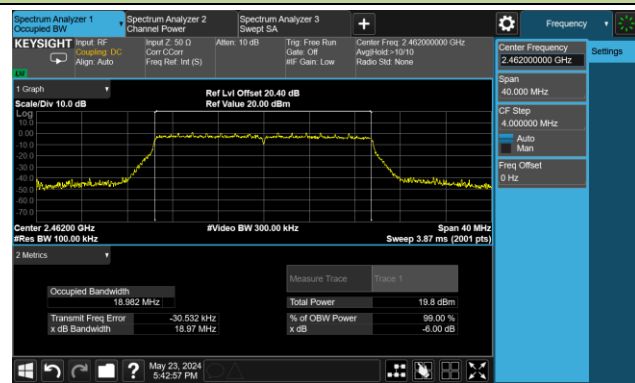 Spectrum Analyzer 1
Occupied BW
Spectrum Analyzer 2
Channel Power
Spectrum Analyzer 3
Swept SA
+
Frequency
KEYSIGHT
Input: RF
Coupling: DC
Align: Auto
Input Z: 50 Ω
Corr CCorr
Freq Ref: Int (S)
Atten: 10 dB
Trig: Free Run
Gate: Off
#IF Gain: Low
Center Freq: 2.462000000 GHz
Avg|Hold:>10/10
Radio Std: None
Center Frequency
2.462000000 GHz
Settings
Span
40.000 MHz
CF Step
4.000000 MHz
Auto
Man
Freq Offset
0 Hz
1 Graph
Scale/Div 10.0 dB
Ref Lvl Offset 20.40 dB
Ref Value 20.00 dBm
Log
10.0
0.00
-10.0
-20.0
-30.0
-40.0
-50.0
-60.0
-70.0
Center 2.46200 GHz
#Res BW 100.00 kHz
#Video BW 300.00 kHz
Span 40 MHz
Sweep 3.87 ms (2001 pts)
2 Metrics
Measure Trace
Trace 1
Occupied Bandwidth
18.982 MHz
Total Power
19.8 dBm
Transmit Freq Error
-30.532 kHz
% of OBW Power
99.00 %
x dB Bandwidth
18.97 MHz
x dB
-6.00 dB
?
May 23, 2024
5:42:57 PM